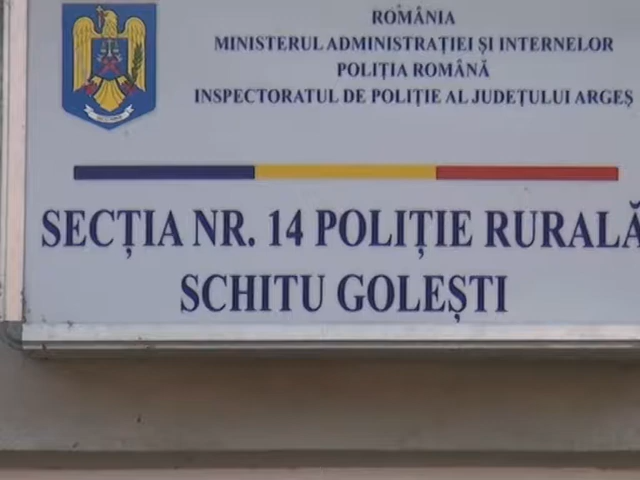 ROMÂNIA
MINISTERUL ADMINISTRAȚIEI ȘI INTERNELOR
POLIȚIA ROMÂNĂ
INSPECTORATUL DE POLIȚIE AL JUDEȚULUI ARGEȘ
SECȚIA NR. 14 POLIȚIE RURALĂ
SCHITU GOLEȘTI